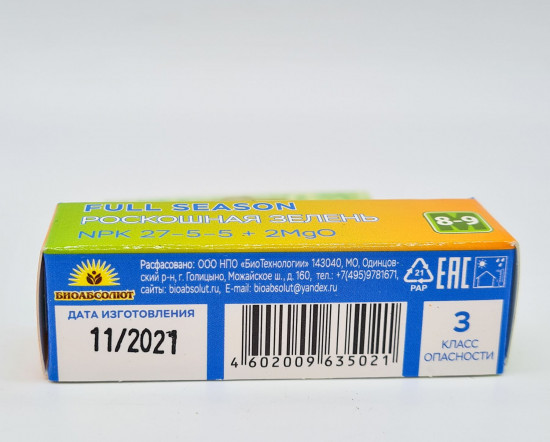 FULL SEASON
РОСКОШНАЯ ЗЕЛЕНЬ
NPK 27-5-5 + 2MgO
8-9
БИОАБСОЛЮТ
Расфасовано: ООО НПО «БиоТехнологии» 143040, МО, Одинцов-
ский р-н, г. Голицыно, Можайское ш., д. 160, тел.: +7(495)9781671,
сайты: bioabsolut.ru, E-mail: bioabsolut@yandex.ru
21
PAP
EAC
ДАТА ИЗГОТОВЛЕНИЯ
11/2021
4 602009 635021
3
КЛАСС
ОПАСНОСТИ